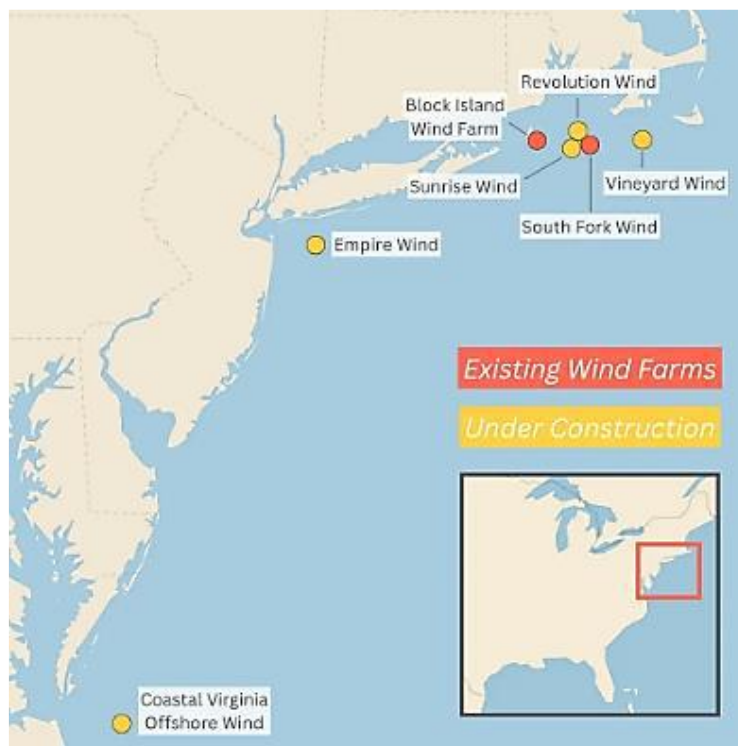 Revolution Wind
Block Island
Wind Farm
Sunrise Wind
Vineyard Wind
South Fork Wind
Empire Wind
Existing Wind Farms
Under Construction
Coastal Virginia
Offshore Wind